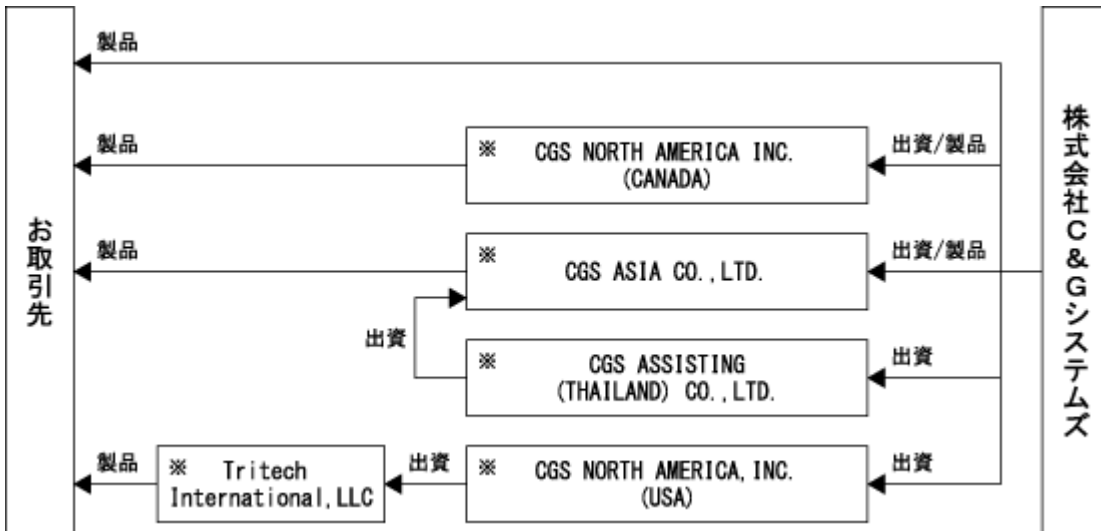 製品
製品
※ CGS NORTH AMERICA INC.
(CANADA)
出資/製品
製品
※ CGS ASIA CO.,LTD.
出資/製品
出資
※ CGS ASSISTING
(THAILAND) CO.,LTD.
出資
製品
※ Tritech
International,LLC
出資
※ CGS NORTH AMERICA,INC.
(USA)
出資
お取引先
株式会社C&Gシステムズ